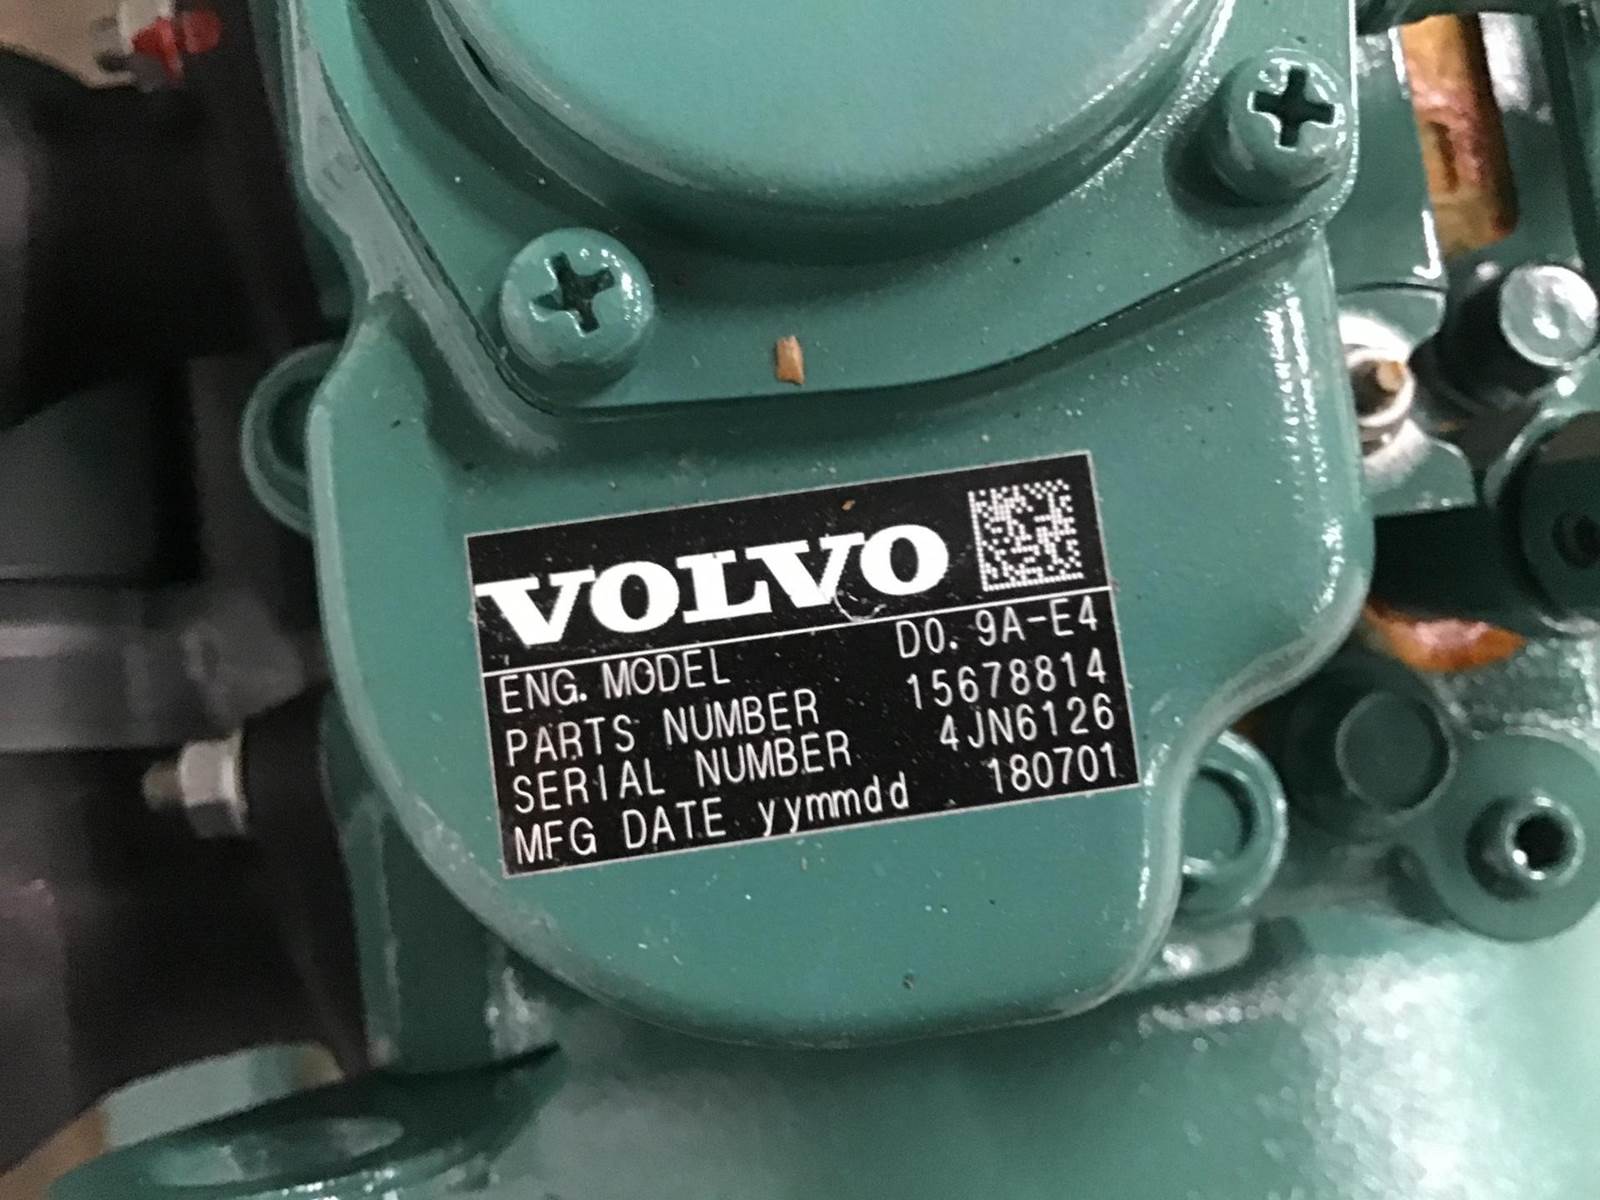 VOLVO
ENG. MODEL D0. 9A-E4
PARTS NUMBER 15678814
SERIAL NUMBER 4JN6126
MFG DATE yymmdd 180701